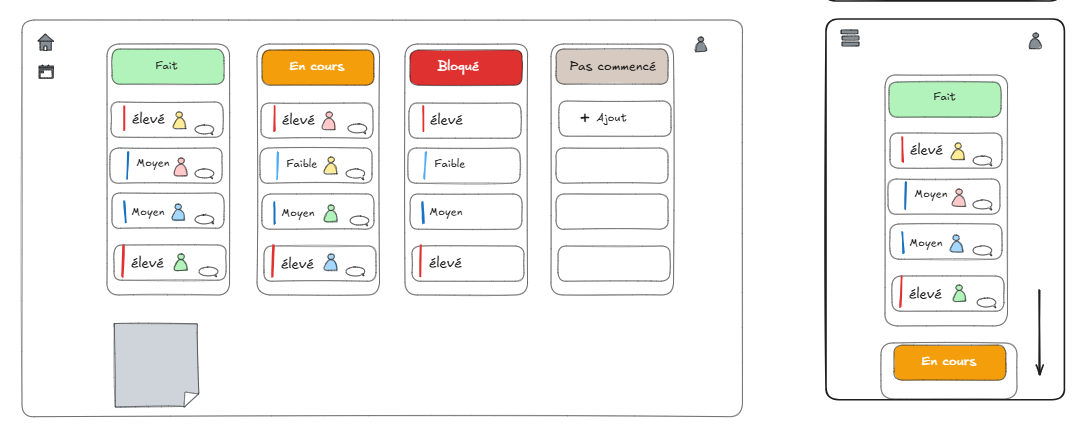 Fait
élevé
Moyen
Moyen
élevé
En cours
élevé
Faible
Moyen
élevé
Bloqué
élevé
Faible
Moyen
élevé
Pas commencé
+ Ajout
Fait
élevé
Moyen
Moyen
élevé
En cours